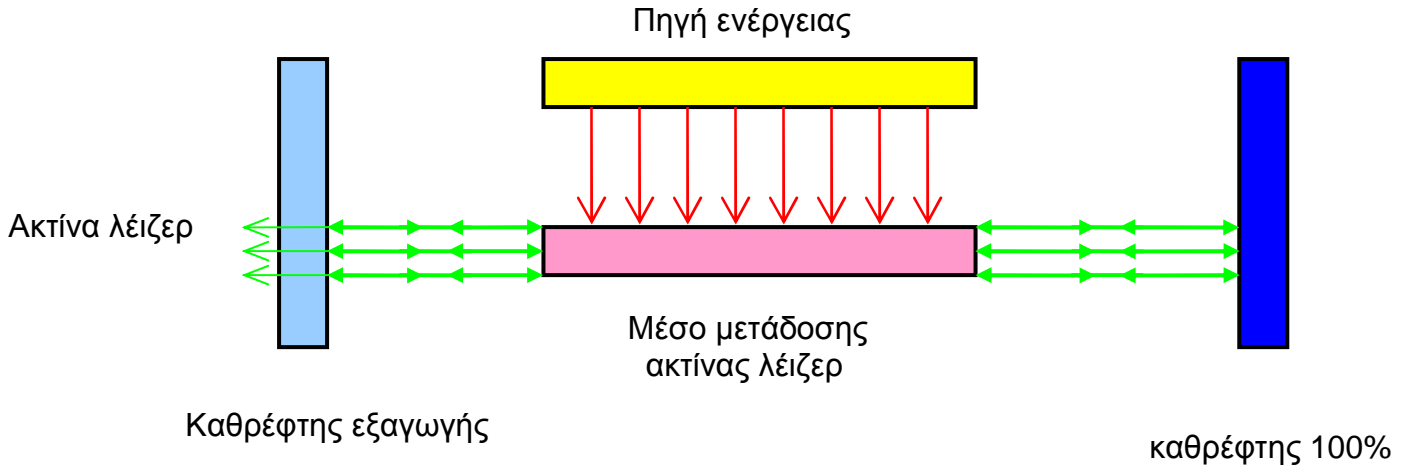 Πηγή ενέργειας
Ακτίνα λέιζερ
Μέσο μετάδοσης
ακτίνας λέιζερ
Καθρέφτης εξαγωγής
καθρέφτης 100%